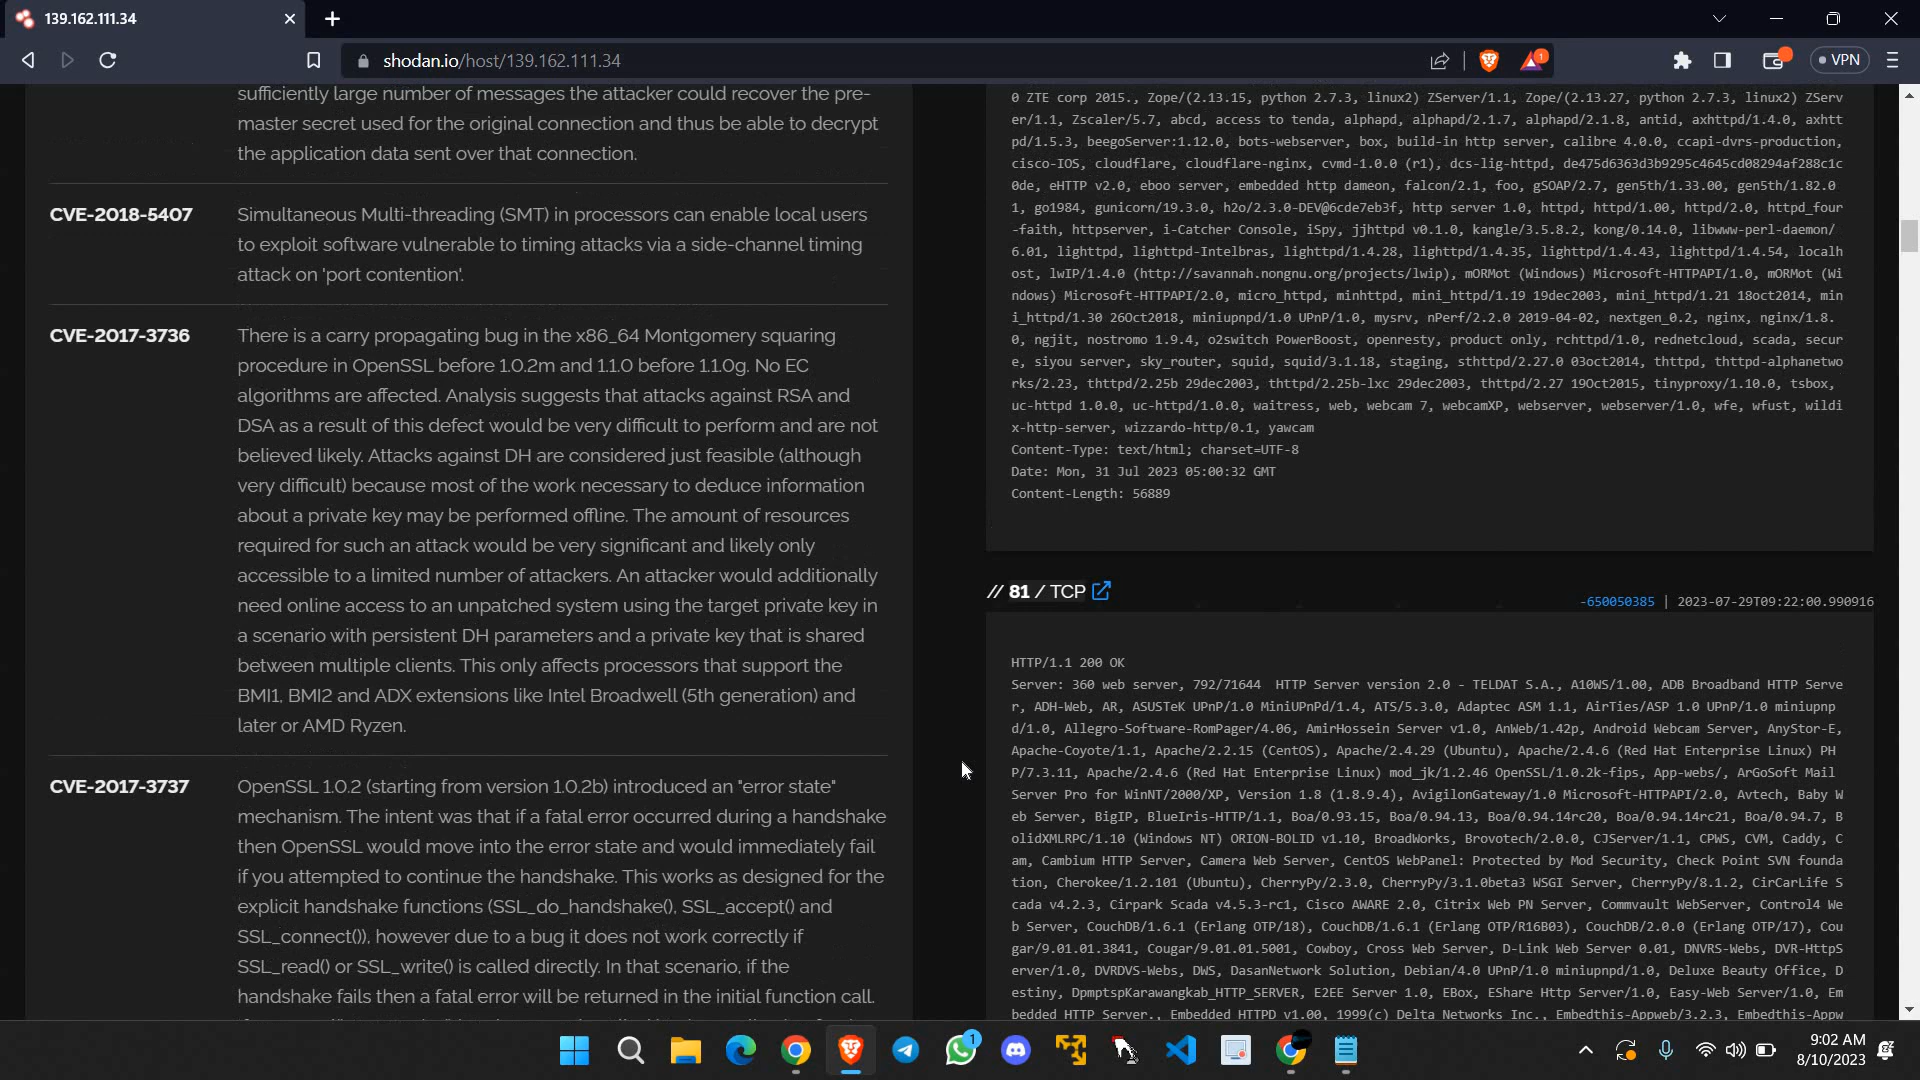 139.162.111.34
shodan.io/host/139.162.111.34
1
VPN
sufficiently large number of messages the attacker could recover the pre-
master secret used for the original connection and thus be able to decrypt
the application data sent over that connection.
CVE-2018-5407
Simultaneous Multi-threading (SMT) in processors can enable local users
to exploit software vulnerable to timing attacks via a side-channel timing
attack on 'port contention'.
CVE-2017-3736
There is a carry propagating bug in the x86_64 Montgomery squaring
procedure in OpenSSL before 1.0.2m and 1.1.0 before 1.1.0g. No EC
algorithms are affected. Analysis suggests that attacks against RSA and
DSA as a result of this defect would be very difficult to perform and are not
believed likely. Attacks against DH are considered just feasible (although
very difficult) because most of the work necessary to deduce information
about a private key may be performed offline. The amount of resources
required for such an attack would be very significant and likely only
accessible to a limited number of attackers. An attacker would additionally
need online access to an unpatched system using the target private key in
a scenario with persistent DH parameters and a private key that is shared
between multiple clients. This only affects processors that support the
BMI1, BMI2 and ADX extensions like Intel Broadwell (5th generation) and
later or AMD Ryzen.
CVE-2017-3737
OpenSSL 1.0.2 (starting from version 1.0.2b) introduced an "error state"
mechanism. The intent was that if a fatal error occurred during a handshake
then OpenSSL would move into the error state and would immediately fail
if you attempted to continue the handshake. This works as designed for the
explicit handshake functions (SSL_do_handshake(), SSL_accept() and
SSL_connect()), however due to a bug it does not work correctly if
SSL_read() or SSL_write() is called directly. In that scenario, if the
handshake fails then a fatal error will be returned in the initial function call.
0 ZTE corp 2015., Zope/(2.13.15, python 2.7.3, linux2) ZServer/1.1, Zope/(2.13.27, python 2.7.3, linux2) ZServ
er/1.1, Zscaler/5.7, abcd, access to tenda, alphapd, alphapd/2.1.7, alphapd/2.1.8, antid, axhttpd/1.4.0, axhtt
pd/1.5.3, beegoServer:1.12.0, bots-webserver, box, build-in http server, calibre 4.0.0, ccapi-dvrs-production,
cisco-IOS, cloudflare, cloudflare-nginx, cvmd-1.0.0 (r1), dcs-lig-httpd, de475d6363d3b9295c4645cd08294af288c1c
0de, eHTTP v2.0, eboo server, embedded http dameon, falcon/2.1, foo, gSOAP/2.7, gen5th/1.33.00, gen5th/1.82.0
1, go1984, gunicorn/19.3.0, h2o/2.3.0-DEV@6cde7eb3f, http server 1.0, httpd, httpd/1.00, httpd/2.0, httpd_four
-faith, httpserver, i-Catcher Console, iSpy, jjhttpd v0.1.0, kangle/3.5.8.2, kong/0.14.0, libwww-perl-daemon/
6.01, lighttpd, lighttpd-Intelbras, lighttpd/1.4.28, lighttpd/1.4.35, lighttpd/1.4.43, lighttpd/1.4.54, localh
ost, lwIP/1.4.0 (http://savannah.nongnu.org/projects/lwip), mORMot (Windows) Microsoft-HTTPAPI/1.0, mORMot (Wi
ndows) Microsoft-HTTPAPI/2.0, micro_httpd, minhttpd, mini_httpd/1.19 19dec2003, mini_httpd/1.21 18oct2014, min
i_httpd/1.30 26Oct2018, miniupnpd/1.0 UPnP/1.0, mysrv, nPerf/2.2.0 2019-04-02, nextgen_0.2, nginx, nginx/1.8.
0, ngjit, nostromo 1.9.4, o2switch PowerBoost, openresty, product only, rchttpd/1.0, rednetcloud, scada, secur
e, siyou server, sky_router, squid, squid/3.1.18, staging, sthttpd/2.27.0 03oct2014, thttpd, thttpd-alphanetwo
rks/2.23, thttpd/2.25b 29dec2003, thttpd/2.25b-lxc 29dec2003, thttpd/2.27 19Oct2015, tinyproxy/1.10.0, tsbox,
uc-httpd 1.0.0, uc-httpd/1.0.0, waitress, web, webcam 7, webcamXP, webserver, webserver/1.0, wfe, wfust, wildi
x-http-server, wizzardo-http/0.1, yawcam
Content-Type: text/html; charset=UTF-8
Date: Mon, 31 Jul 2023 05:00:32 GMT
Content-Length: 56889
// 81 / TCP
-650050385 | 2023-07-29T09:22:00.990916
HTTP/1.1 200 OK
Server: 360 web server, 792/71644  HTTP Server version 2.0 - TELDAT S.A., A10WS/1.00, ADB Broadband HTTP Serve
r, ADH-Web, AR, ASUSTeK UPnP/1.0 MiniUPnPd/1.4, ATS/5.3.0, Adaptec ASM 1.1, AirTies/ASP 1.0 UPnP/1.0 miniupnp
d/1.0, Allegro-Software-RomPager/4.06, AmirHossein Server v1.0, AnWeb/1.42p, Android Webcam Server, AnyStor-E,
Apache-Coyote/1.1, Apache/2.2.15 (CentOS), Apache/2.4.29 (Ubuntu), Apache/2.4.6 (Red Hat Enterprise Linux) PH
P/7.3.11, Apache/2.4.6 (Red Hat Enterprise Linux) mod_jk/1.2.46 OpenSSL/1.0.2k-fips, App-webs/, ArGoSoft Mail
Server Pro for WinNT/2000/XP, Version 1.8 (1.8.9.4), AvigilonGateway/1.0 Microsoft-HTTPAPI/2.0, Avtech, Baby W
eb Server, BigIP, BlueIris-HTTP/1.1, Boa/0.93.15, Boa/0.94.13, Boa/0.94.14rc20, Boa/0.94.14rc21, Boa/0.94.7, B
olidXMLRPC/1.10 (Windows NT) ORION-BOLID v1.10, BroadWorks, Brovotech/2.0.0, CJServer/1.1, CPWS, CVM, Caddy, C
am, Cambium HTTP Server, Camera Web Server, CentOS WebPanel: Protected by Mod Security, Check Point SVN founda
tion, Cherokee/1.2.101 (Ubuntu), CherryPy/2.3.0, CherryPy/3.1.0beta3 WSGI Server, CherryPy/8.1.2, CirCarLife S
cada v4.2.3, Cirpark Scada v4.5.3-rc1, Cisco AWARE 2.0, Citrix Web PN Server, Commvault WebServer, Control4 We
b Server, CouchDB/1.6.1 (Erlang OTP/18), CouchDB/1.6.1 (Erlang OTP/R16B03), CouchDB/2.0.0 (Erlang OTP/17), Cou
gar/9.01.01.3841, Cougar/9.01.01.5001, Cowboy, Cross Web Server, D-Link Web Server 0.01, DNVRS-Webs, DVR-HttpS
erver/1.0, DVRDVS-Webs, DWS, DasanNetwork Solution, Debian/4.0 UPnP/1.0 miniupnpd/1.0, Deluxe Beauty Office, D
estiny, DpmptspKarawangkab_HTTP_SERVER, E2EE Server 1.0, EBox, EShare Http Server/1.0, Easy-Web Server/1.0, Em
bedded HTTP Server., Embedded HTTPD v1.00, 1999(c) Delta Networks Inc., Embedthis-Appweb/3.2.3, Embedthis-Appw
1
9:02 AM
8/10/2023